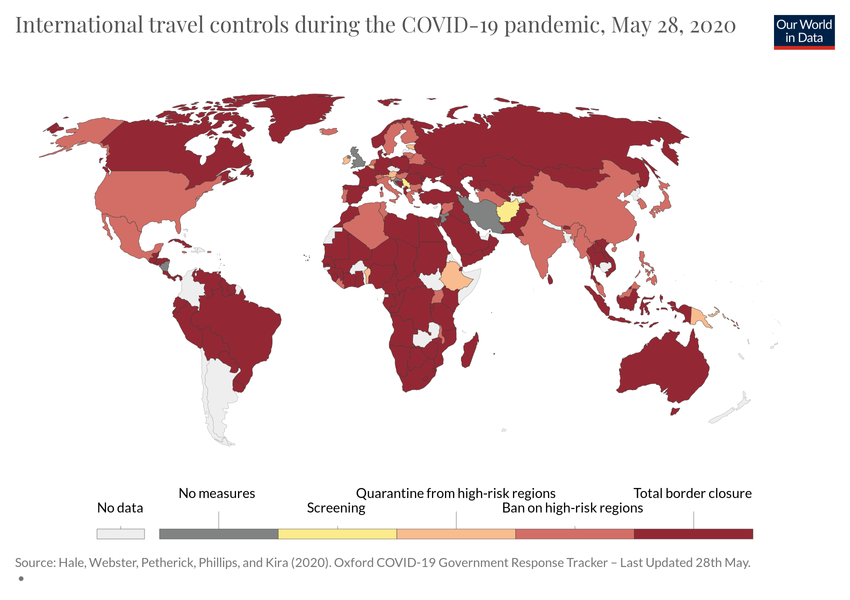 International travel controls during the COVID-19 pandemic, May 28, 2020
Our World
in Data
No data
No measures
Screening
Quarantine from high-risk regions
Ban on high-risk regions
Total border closure
Source: Hale, Webster, Petherick, Phillips, and Kira (2020). Oxford COVID-19 Government Response Tracker – Last Updated 28th May.
•